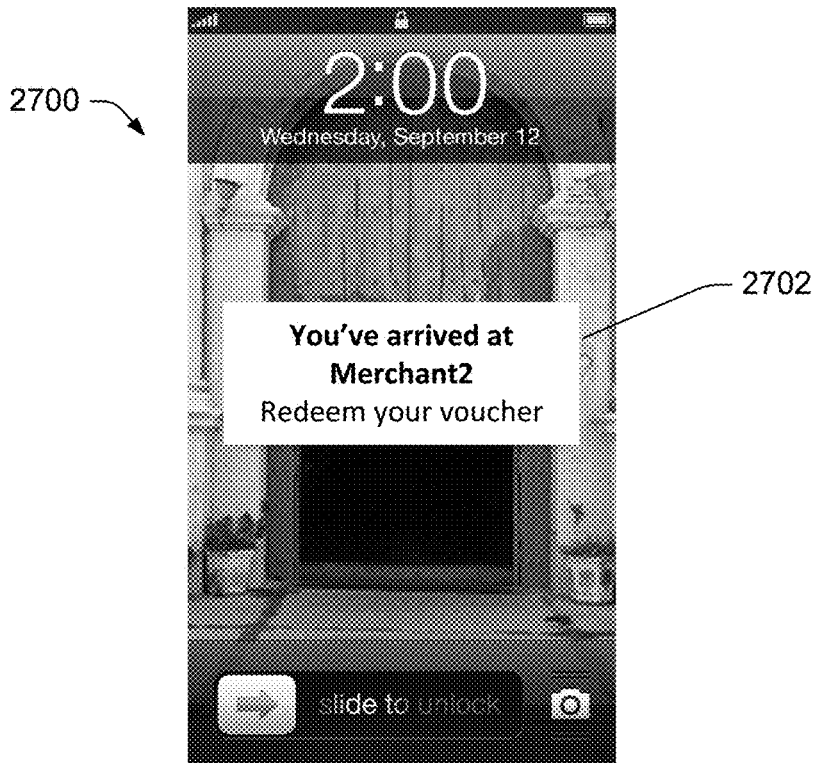 2:00
2700
Wednesday, September 12
2702
You’ve arrived at
Merchant2
Redeem your voucher
slide to unlock